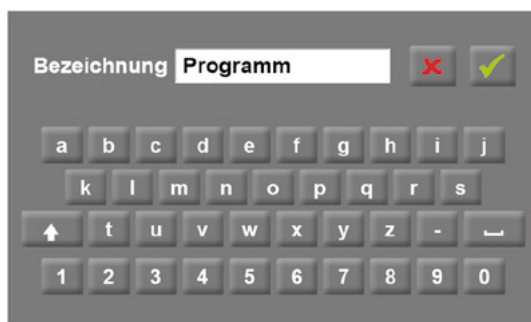 Bezeichnung Programm
a b c d e f g h i j
k l m n o p q r s
t u v w x y z -
1 2 3 4 5 6 7 8 9 0